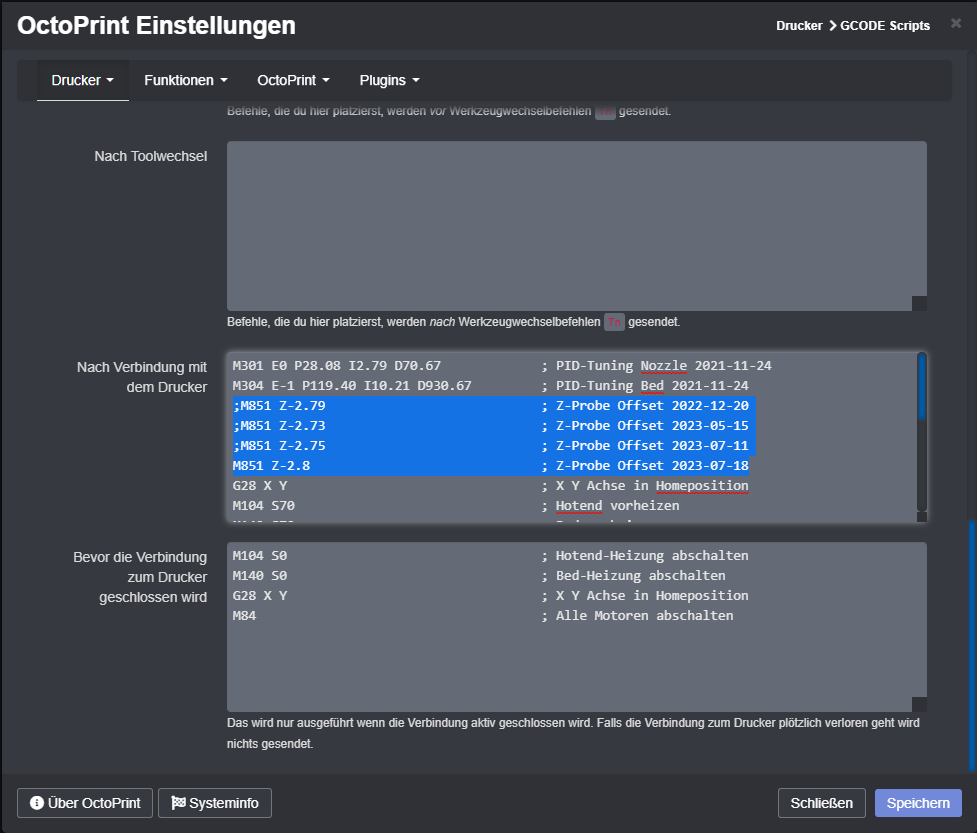 OctoPrint Einstellungen
Drucker > GCODE Scripts ×
Drucker Funktionen OctoPrint Plugins
Befehle, die du hier platzierst, werden vor Werkzeugwechselbefehlen Tn gesendet.
Nach Toolwechsel
Befehle, die du hier platzierst, werden nach Werkzeugwechselbefehlen Tn gesendet.
Nach Verbindung mit
dem Drucker
M301 E0 P28.08 I2.79 D70.67 ; PID-Tuning Nozzle 2021-11-24
M304 E-1 P119.40 I10.21 D930.67 ; PID-Tuning Bed 2021-11-24
;M851 Z-2.79 ; Z-Probe Offset 2022-12-20
;M851 Z-2.73 ; Z-Probe Offset 2023-05-15
;M851 Z-2.75 ; Z-Probe Offset 2023-07-11
M851 Z-2.8 ; Z-Probe Offset 2023-07-18
G28 X Y ; X Y Achse in Homeposition
M104 S70 ; Hotend vorheizen
Bevor die Verbindung
zum Drucker
geschlossen wird
M104 S0 ; Hotend-Heizung abschalten
M140 S0 ; Bed-Heizung abschalten
G28 X Y ; X Y Achse in Homeposition
M84 ; Alle Motoren abschalten
Das wird nur ausgeführt wenn die Verbindung aktiv geschlossen wird. Falls die Verbindung zum Drucker plötzlich verloren geht wird
nichts gesendet.
Über OctoPrint Systeminfo Schließen Speichern